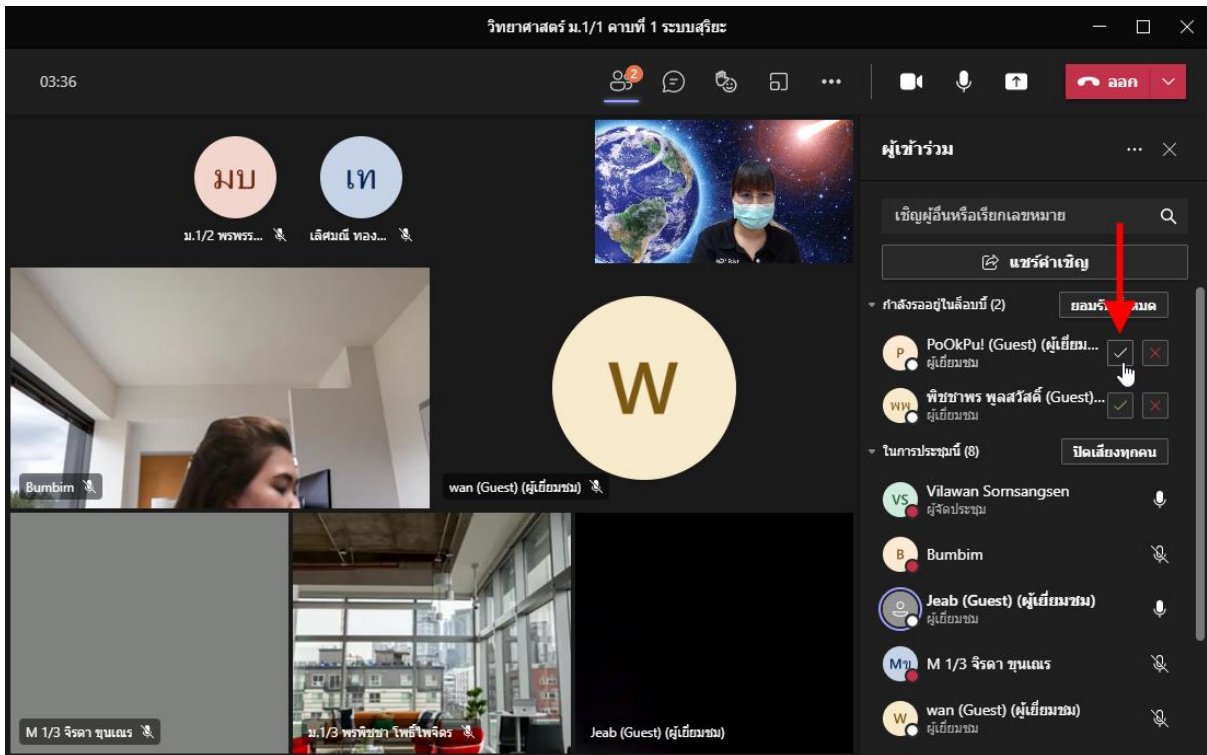 วิทยาศาสตร์ ม.1/1 คาบที่ 1 ระบบสุริยะ
03:36
2
ออก
มบ
เท
ม.1/2 พรพรร...
เลิศมณี ทอง...
Bumbim
W
wan (Guest) (ผู้เยี่ยมชม)
M 1/3 จิรดา ขุนเณร
ม.1/3 พรพิชชา โพธิ์ไพจิตร
Jeab (Guest) (ผู้เยี่ยมชม)
ผู้เข้าร่วม
เชิญผู้อื่นหรือเรียกเลขหมาย
แชร์คำเชิญ
กำลังรออยู่ในล็อบบี้ (2)
P
PoOkPu! (Guest) (ผู้เยี่ยม...
ผู้เยี่ยมชม
พพ
พิชชาพร พูลสวัสดิ์ (Guest)...
ผู้เยี่ยมชม
ในการประชุมนี้ (8)
ปิดเสียงทุกคน
VS
Vilawan Sornsangsen
ผู้จัดประชุม
B
Bumbim
Jeab (Guest) (ผู้เยี่ยมชม)
ผู้เยี่ยมชม
Mข
M 1/3 จิรดา ขุนเณร
W
wan (Guest) (ผู้เยี่ยมชม)
ผู้เยี่ยมชม